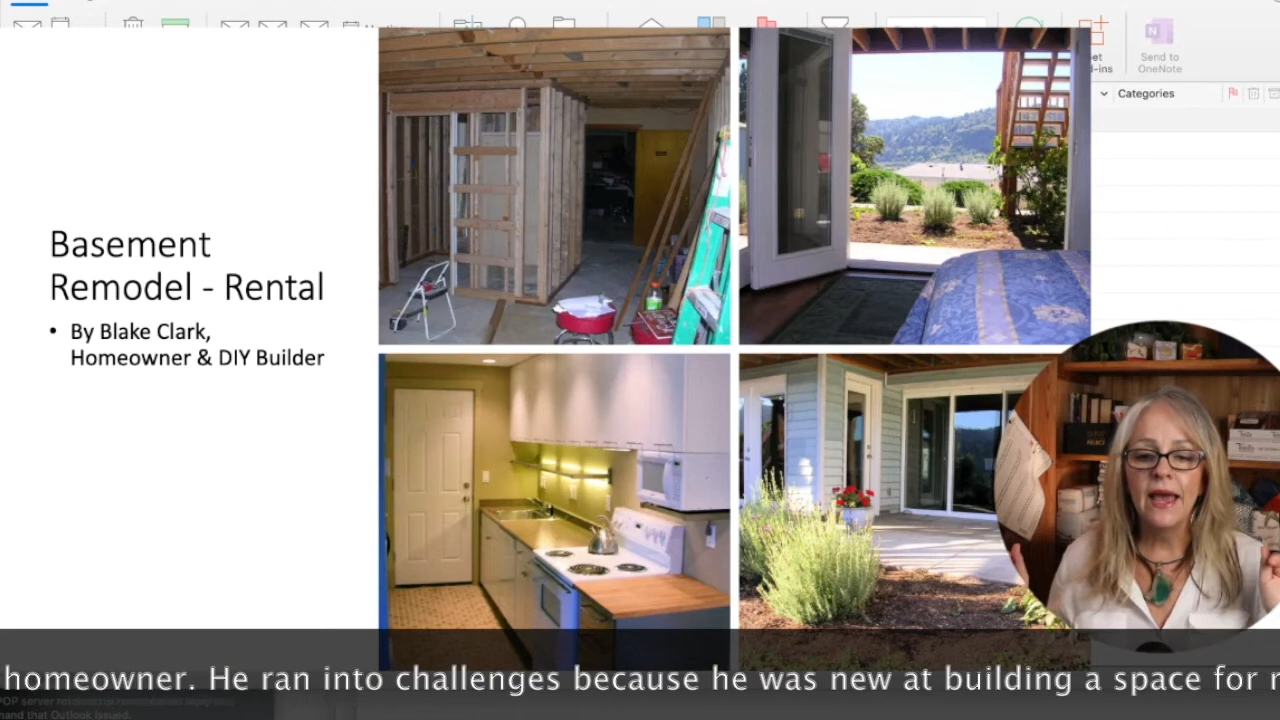 Send to
OneNote
Categories
Basement
Remodel - Rental
• By Blake Clark,
Homeowner & DIY Builder
homeowner. He ran into challenges because he was new at building a space for